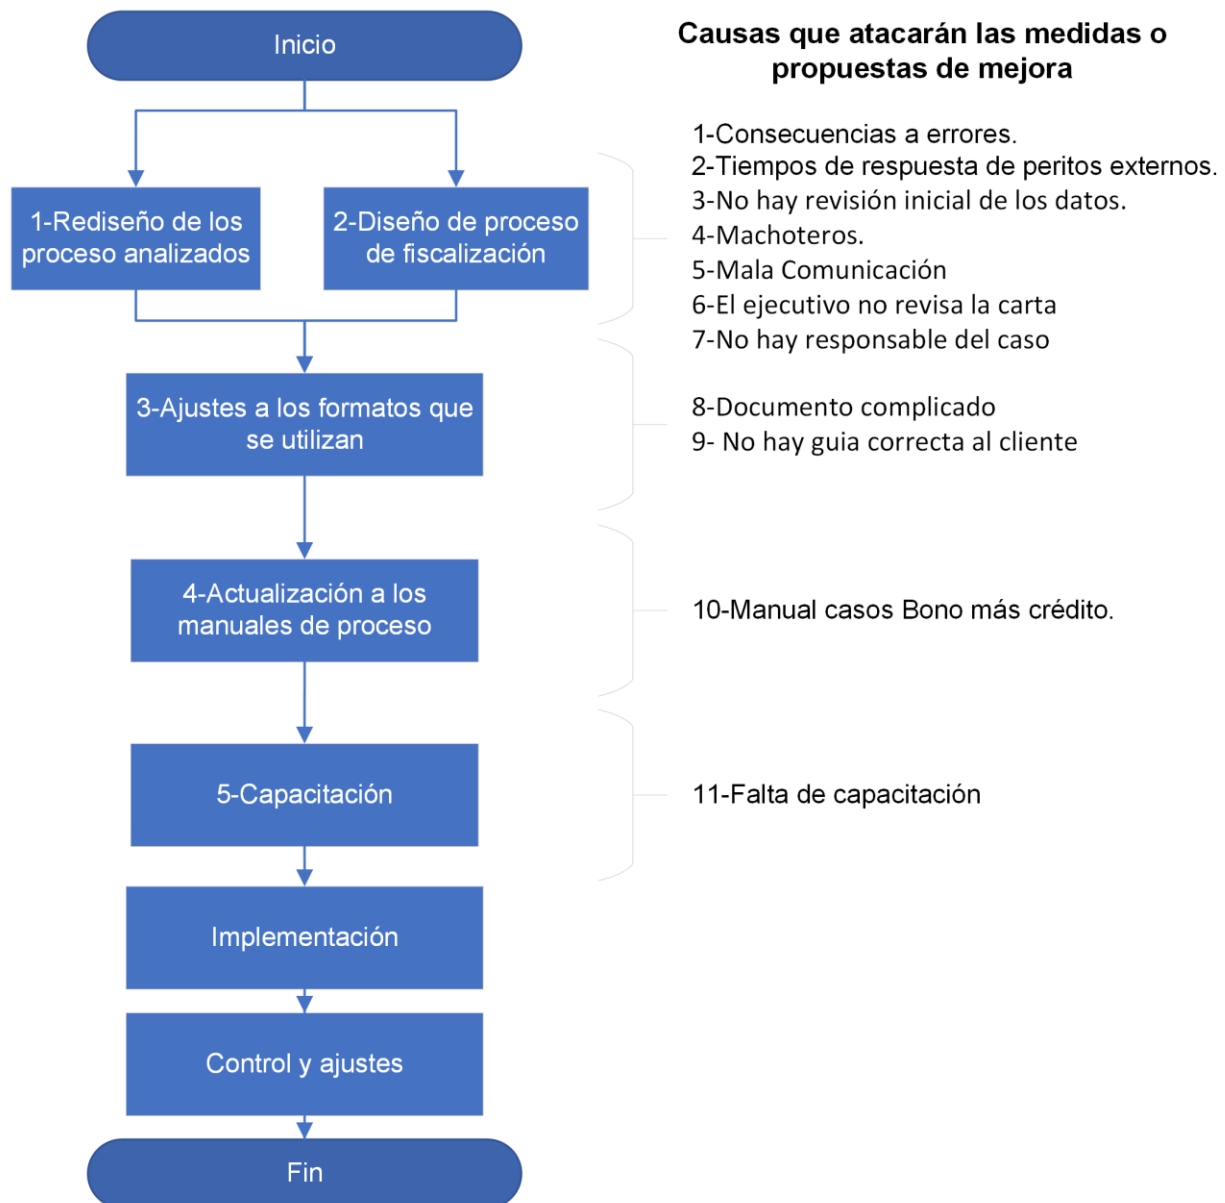 Inicio
Causas que atacarán las medidas o
propuestas de mejora
1-Rediseño de los
proceso analizados
2-Diseño de proceso
de fiscalización
1-Consecuencias a errores.
2-Tiempos de respuesta de peritos externos.
3-No hay revisión inicial de los datos.
4-Machoteros.
5-Mala Comunicación
6-El ejecutivo no revisa la carta
7-No hay responsable del caso
3-Ajustes a los formatos que
se utilizan
8-Documento complicado
9- No hay guia correcta al cliente
4-Actualización a los
manuales de proceso
10-Manual casos Bono más crédito.
5-Capacitación
11-Falta de capacitación
Implementación
Control y ajustes
Fin